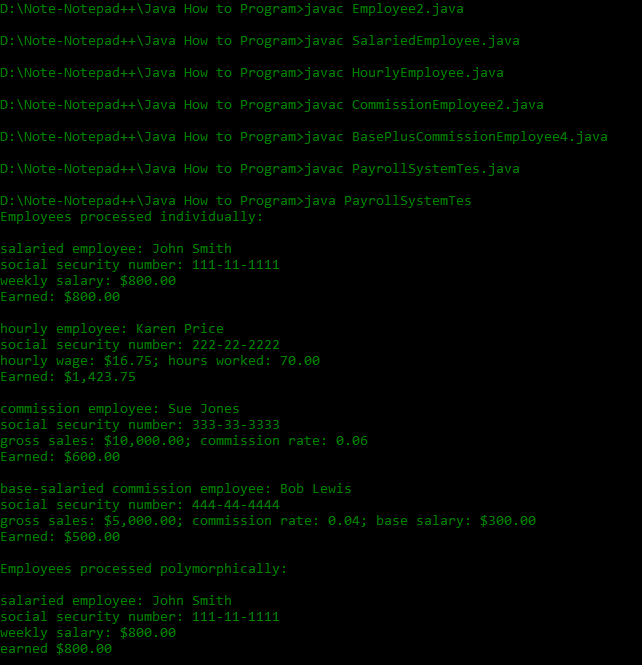 D:\Note-Notepad++\Java How to Program>javac Employee2.java
D:\Note-Notepad++\Java How to Program>javac SalariedEmployee.java
D:\Note-Notepad++\Java How to Program>javac HourlyEmployee.java
D:\Note-Notepad++\Java How to Program>javac CommissionEmployee2.java
D:\Note-Notepad++\Java How to Program>javac BasePlusCommissionEmployee4.java
D:\Note-Notepad++\Java How to Program>javac PayrollSystemTes.java
D:\Note-Notepad++\Java How to Program>java PayrollSystemTes
Employees processed individually:
salaried employee: John Smith
social security number: 111-11-1111
weekly salary: $800.00
Earned: $800.00
hourly employee: Karen Price
social security number: 222-22-2222
hourly wage: $16.75; hours worked: 70.00
Earned: $1,423.75
commission employee: Sue Jones
social security number: 333-33-3333
gross sales: $10,000.00; commission rate: 0.06
Earned: $600.00
base-salaried commission employee: Bob Lewis
social security number: 444-44-4444
gross sales: $5,000.00; commission rate: 0.04; base salary: $300.00
Earned: $500.00
Employees processed polymorphically:
salaried employee: John Smith
social security number: 111-11-1111
weekly salary: $800.00
earned $800.00